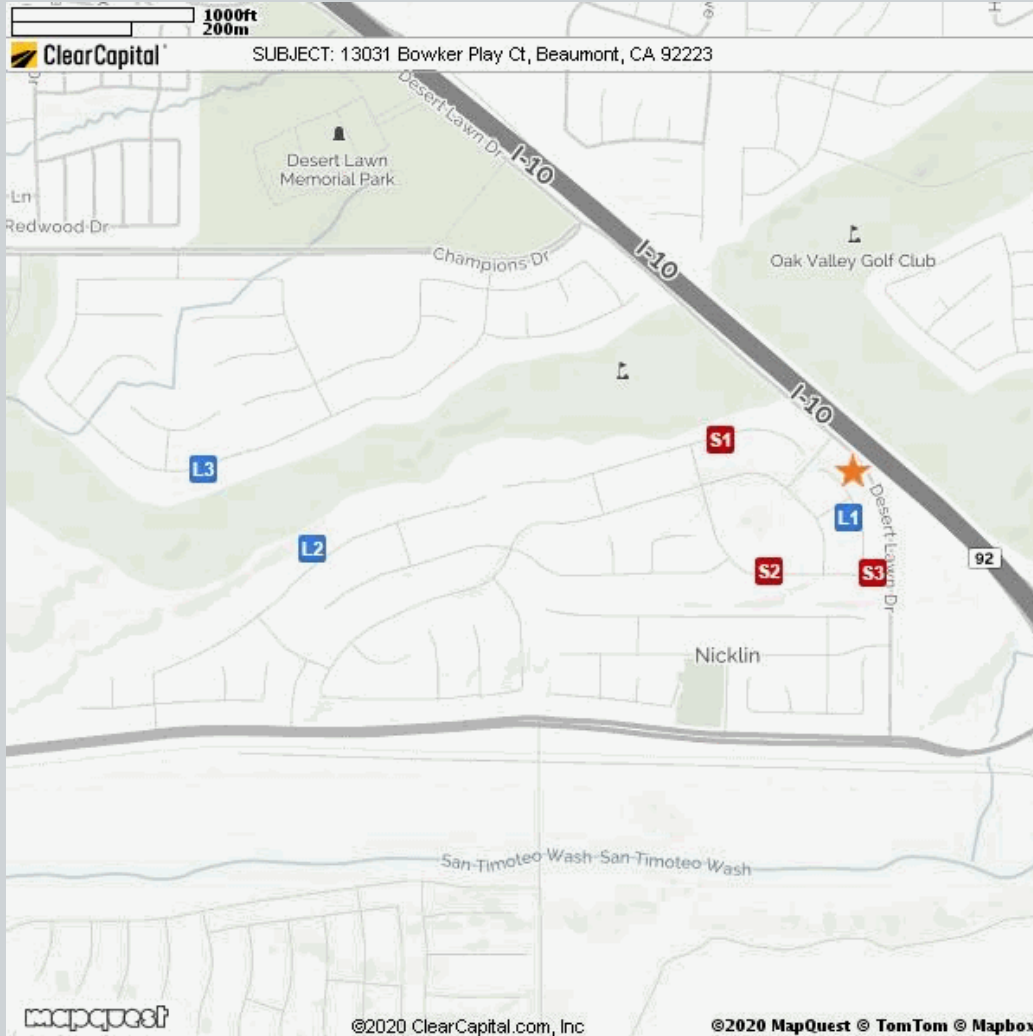 1000ft
200m
ClearCapital
SUBJECT: 13031 Bowker Play Ct, Beaumont, CA 92223
Desert Lawn Dr
I-10
Desert Lawn
Memorial Park
Ln
Redwood Dr
Champions Dr
I-10
Oak Valley Golf Club
I-10
S1
L3
L1
Desert Lawn Dr
L2
S2
S3
92
Nicklin
San Timoteo Wash San Timoteo Wash
mapquest
©2020 ClearCapital.com, Inc
©2020 MapQuest © TomTom © Mapbox